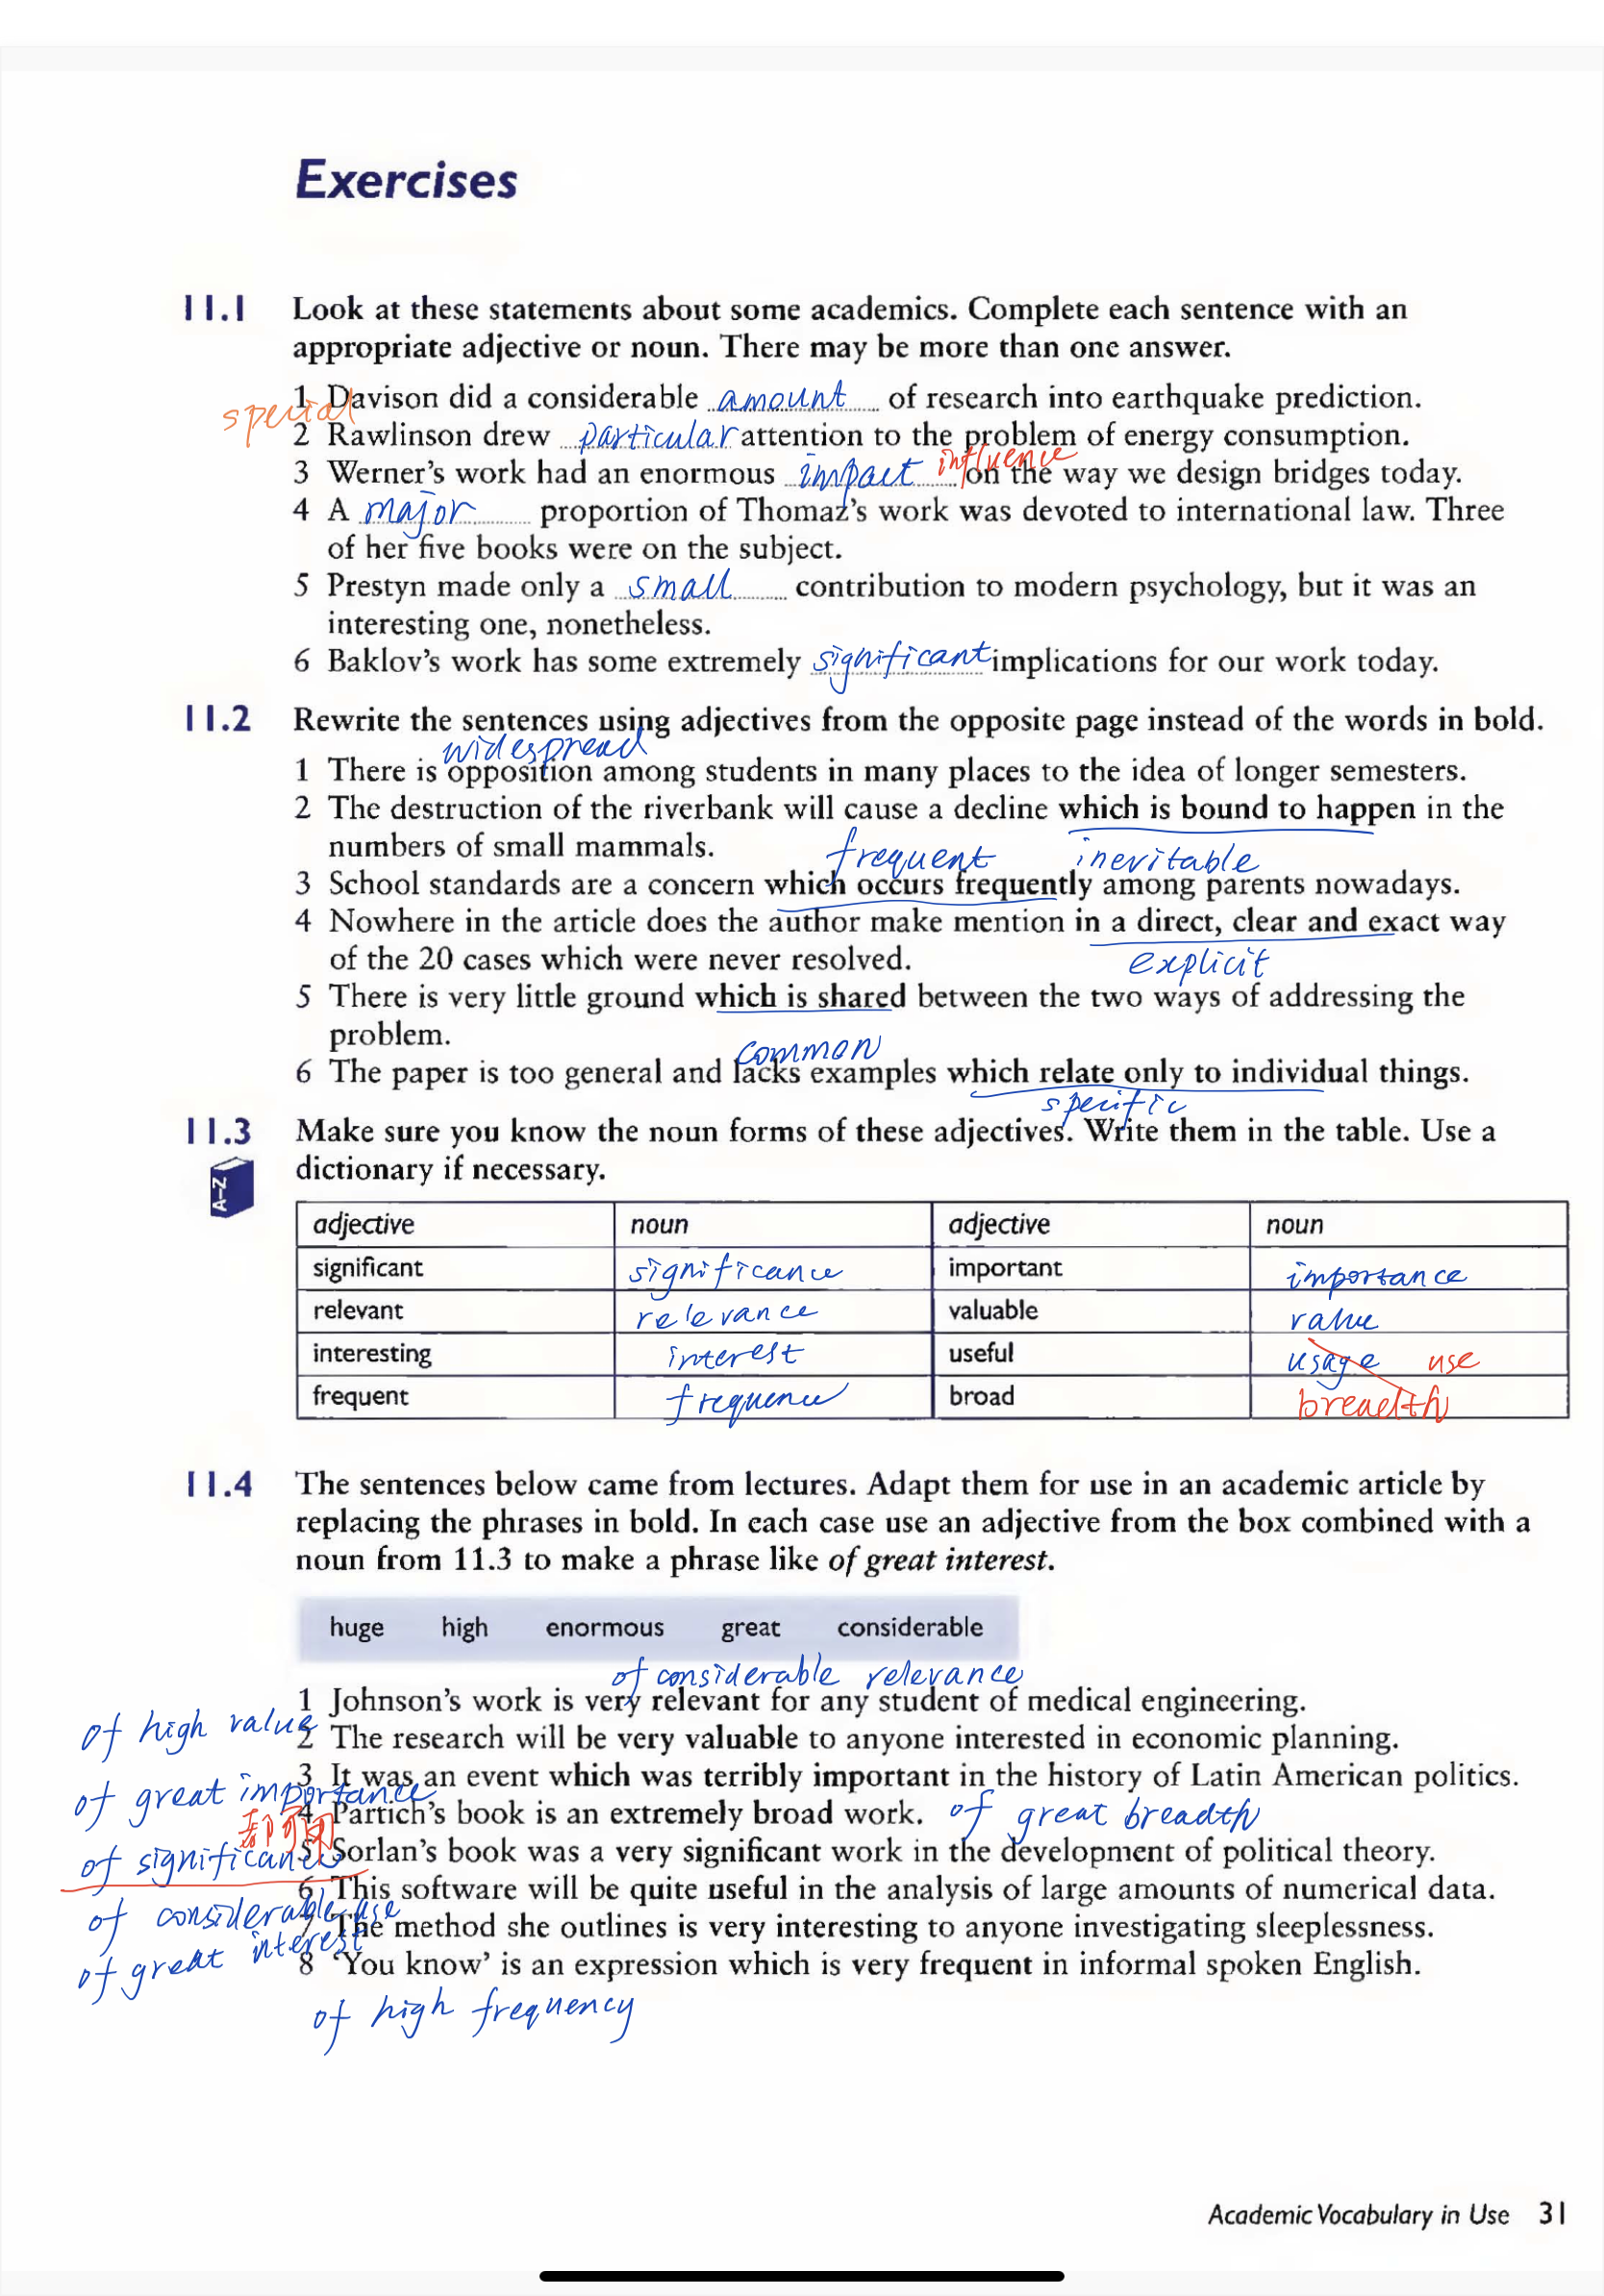 Exercises
11.1 Look at these statements about some academics. Complete each sentence with an
appropriate adjective or noun. There may be more than one answer.
1 Davison did a considerable amount of research into earthquake prediction.
special
2 Rawlinson drew particular attention to the problem of energy consumption.
3 Werner's work had an enormous impact influence on the way we design bridges today.
4 A major proportion of Thomaz's work was devoted to international law. Three
of her five books were on the subject.
5 Prestyn made only a small contribution to modern psychology, but it was an
interesting one, nonetheless.
6 Baklov's work has some extremely significant implications for our work today.
11.2 Rewrite the sentences using adjectives from the opposite page instead of the words in bold.
widespread
1 There is opposition among students in many places to the idea of longer semesters.
2 The destruction of the riverbank will cause a decline which is bound to happen in the
numbers of small mammals.
frequent inevitable
3 School standards are a concern which occurs frequently among parents nowadays.
4 Nowhere in the article does the author make mention in a direct, clear and exact way
of the 20 cases which were never resolved. explicit
5 There is very little ground which is shared between the two ways of addressing the
problem.
common
6 The paper is too general and lacks examples which relate only to individual things.
specific
11.3 Make sure you know the noun forms of these adjectives. Write them in the table. Use a
dictionary if necessary.
A-Z
adjective noun adjective noun
significant significance important importance
relevant relevance valuable value
interesting interest useful usage use
frequent frequence broad breadth
11.4 The sentences below came from lectures. Adapt them for use in an academic article by
replacing the phrases in bold. In each case use an adjective from the box combined with a
noun from 11.3 to make a phrase like of great interest.
huge high enormous great considerable
of considerable relevance
1 Johnson's work is very relevant for any student of medical engineering.
of high value
2 The research will be very valuable to anyone interested in economic planning.
3 It was an event which was terribly important in the history of Latin American politics.
of great importance
4 Partich's book is an extremely broad work. of great breadth
都可
5 Sorlan's book was a very significant work in the development of political theory.
of significance
6 This software will be quite useful in the analysis of large amounts of numerical data.
of considerable use
7 The method she outlines is very interesting to anyone investigating sleeplessness.
of great interest
8 'You know' is an expression which is very frequent in informal spoken English.
of high frequency
Academic Vocabulary in Use 31